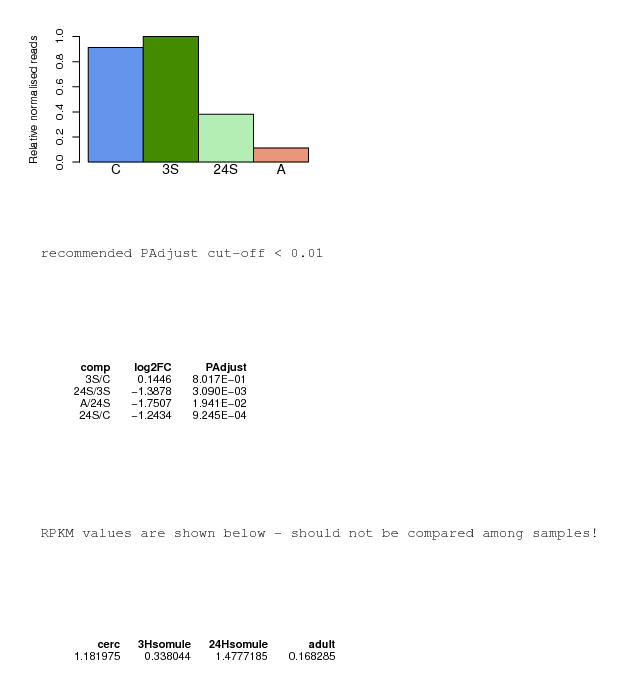 Relative normalised reads
1.0
0.8
0.6
0.4
0.2
0.0
C 3S 24S A
recommended PAdjust cut-off < 0.01
comp log2FC PAdjust
3S/C 0.1446 8.017E−01
24S/3S −1.3878 3.090E−03
A/24S −1.7507 1.941E−02
24S/C −1.2434 9.245E−04
RPKM values are shown below - should not be compared among samples!
cerc 3Hsomule 24Hsomule adult
1.181975 0.338044 1.4777185 0.168285